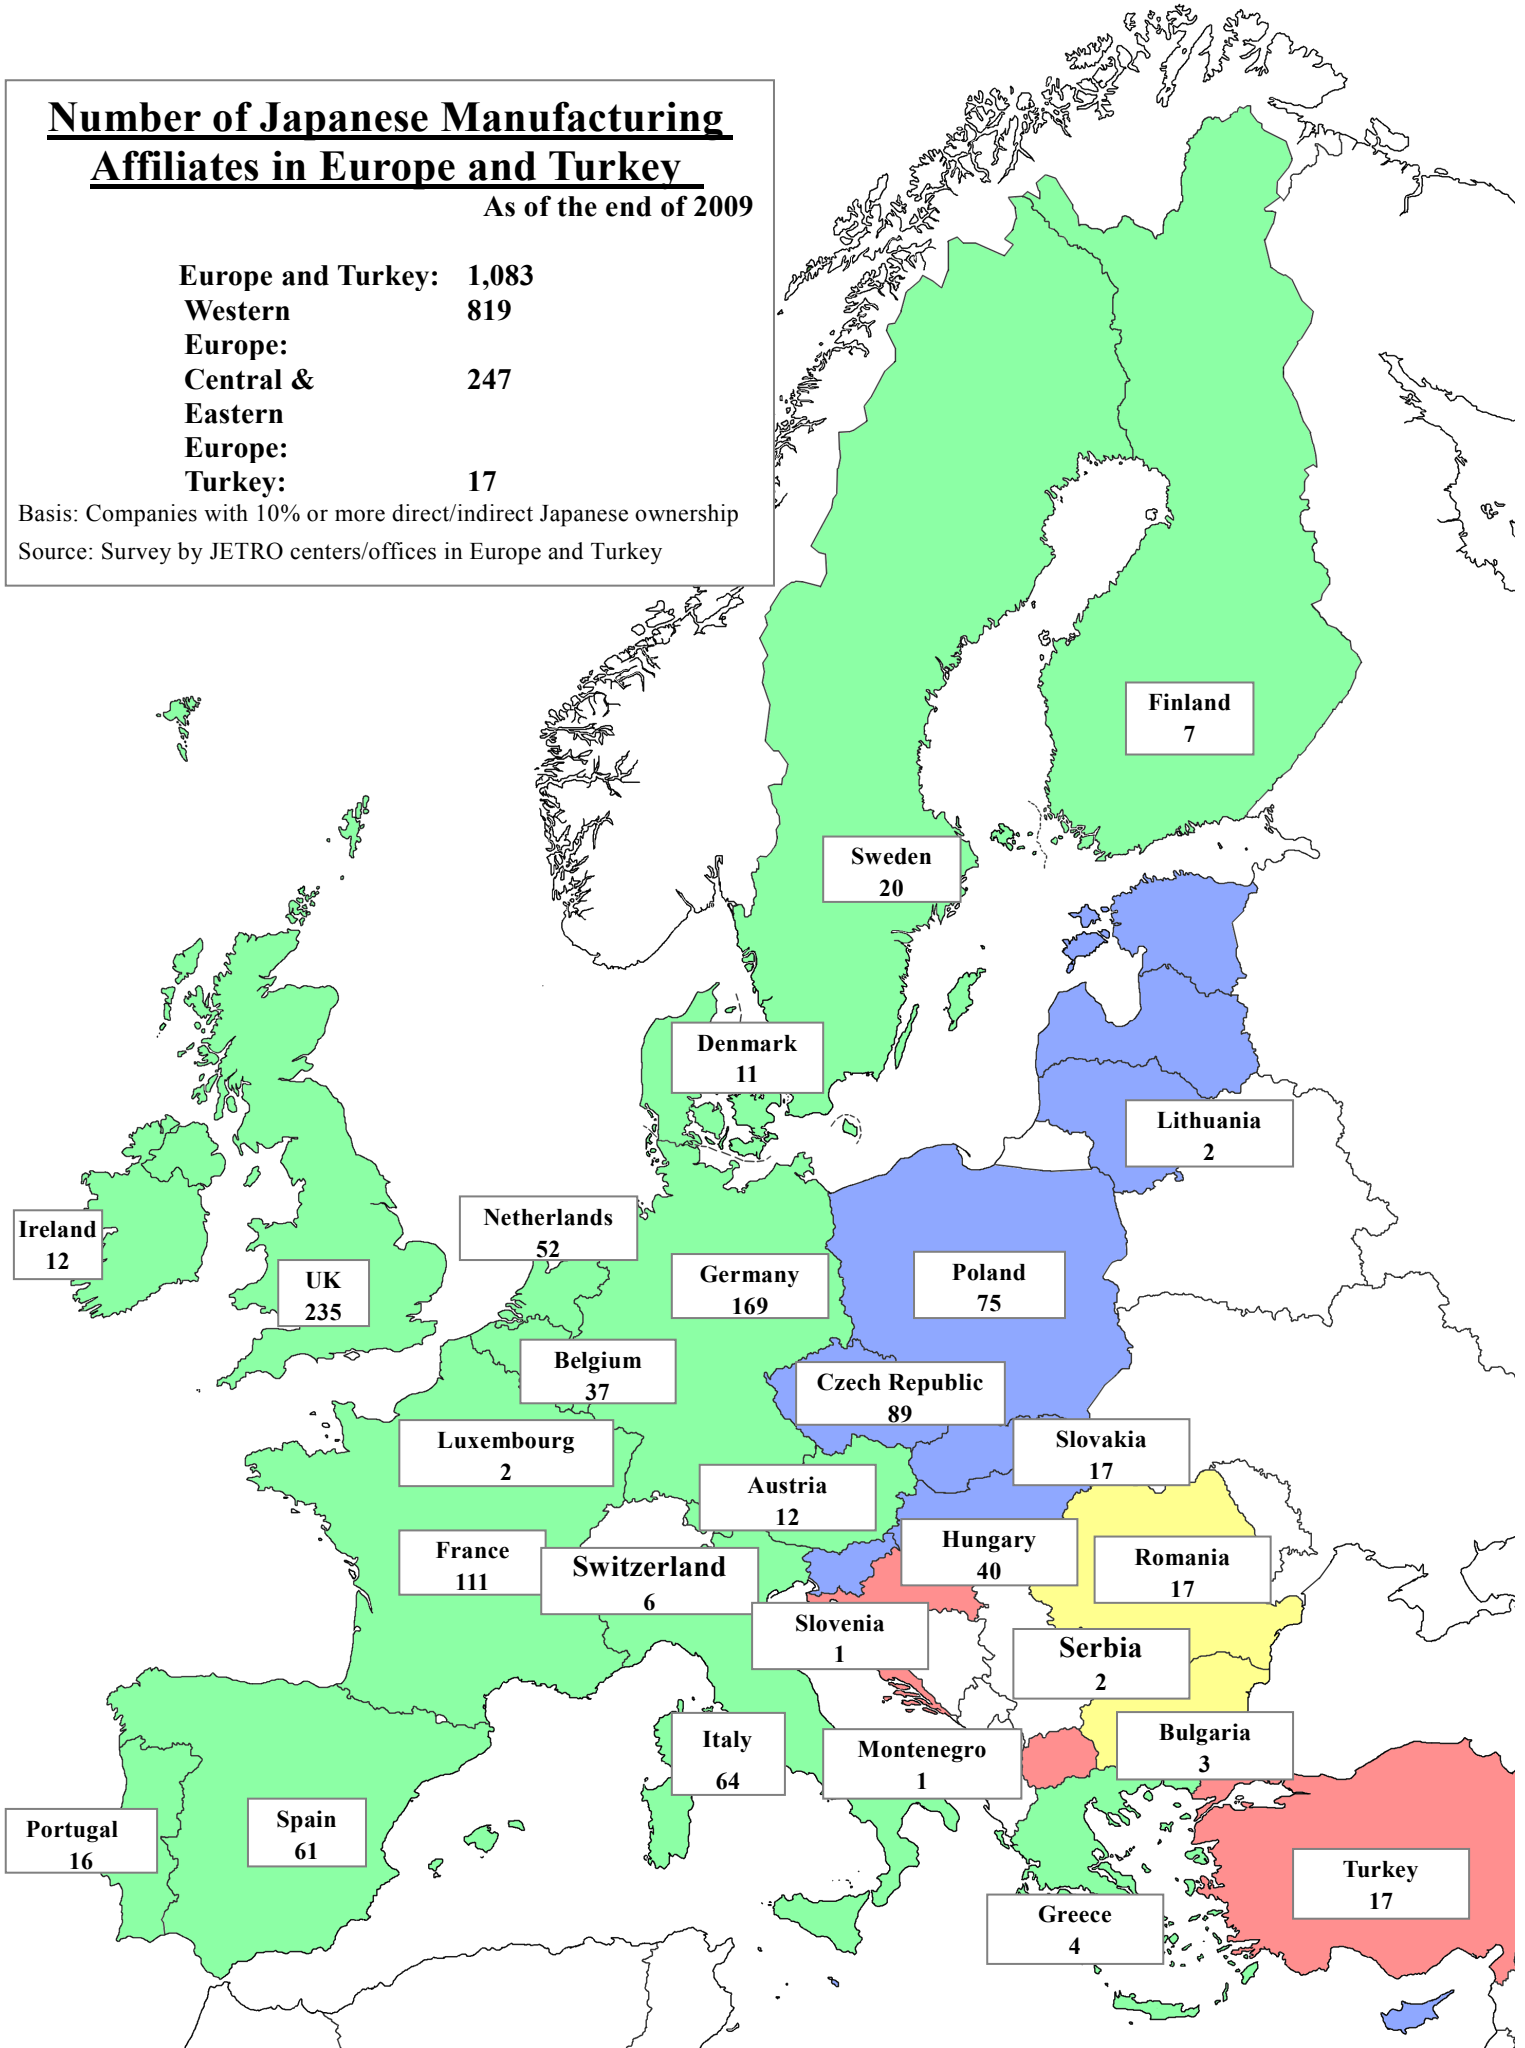 Number of Japanese Manufacturing
Affiliates in Europe and Turkey
As of the end of 2009
Europe and Turkey: 1,083
Western 819
Europe:
Central & 247
Eastern
Europe:
Turkey: 17
Basis: Companies with 10% or more direct/indirect Japanese ownership
Source: Survey by JETRO centers/offices in Europe and Turkey
Finland
7
Sweden
20
Denmark
11
Lithuania
2
Ireland
12
Netherlands
52
UK
235
Germany
169
Poland
75
Belgium
37
Czech Republic
89
Luxembourg
2
Slovakia
17
Austria
12
France
111
Switzerland
6
Hungary
40
Romania
17
Slovenia
1
Serbia
2
Italy
64
Montenegro
1
Bulgaria
3
Portugal
16
Spain
61
Turkey
17
Greece
4